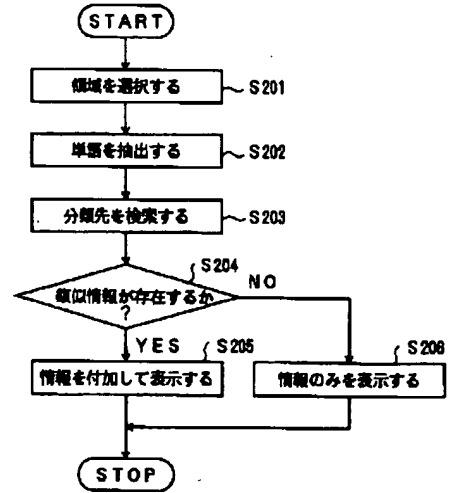 START
領域を選択する
S201
単語を抽出する
S202
分類先を検索する
S203
S204
類似情報が存在するか
?
NO
YES
S205
情報を付加して表示する
S206
情報のみを表示する
STOP